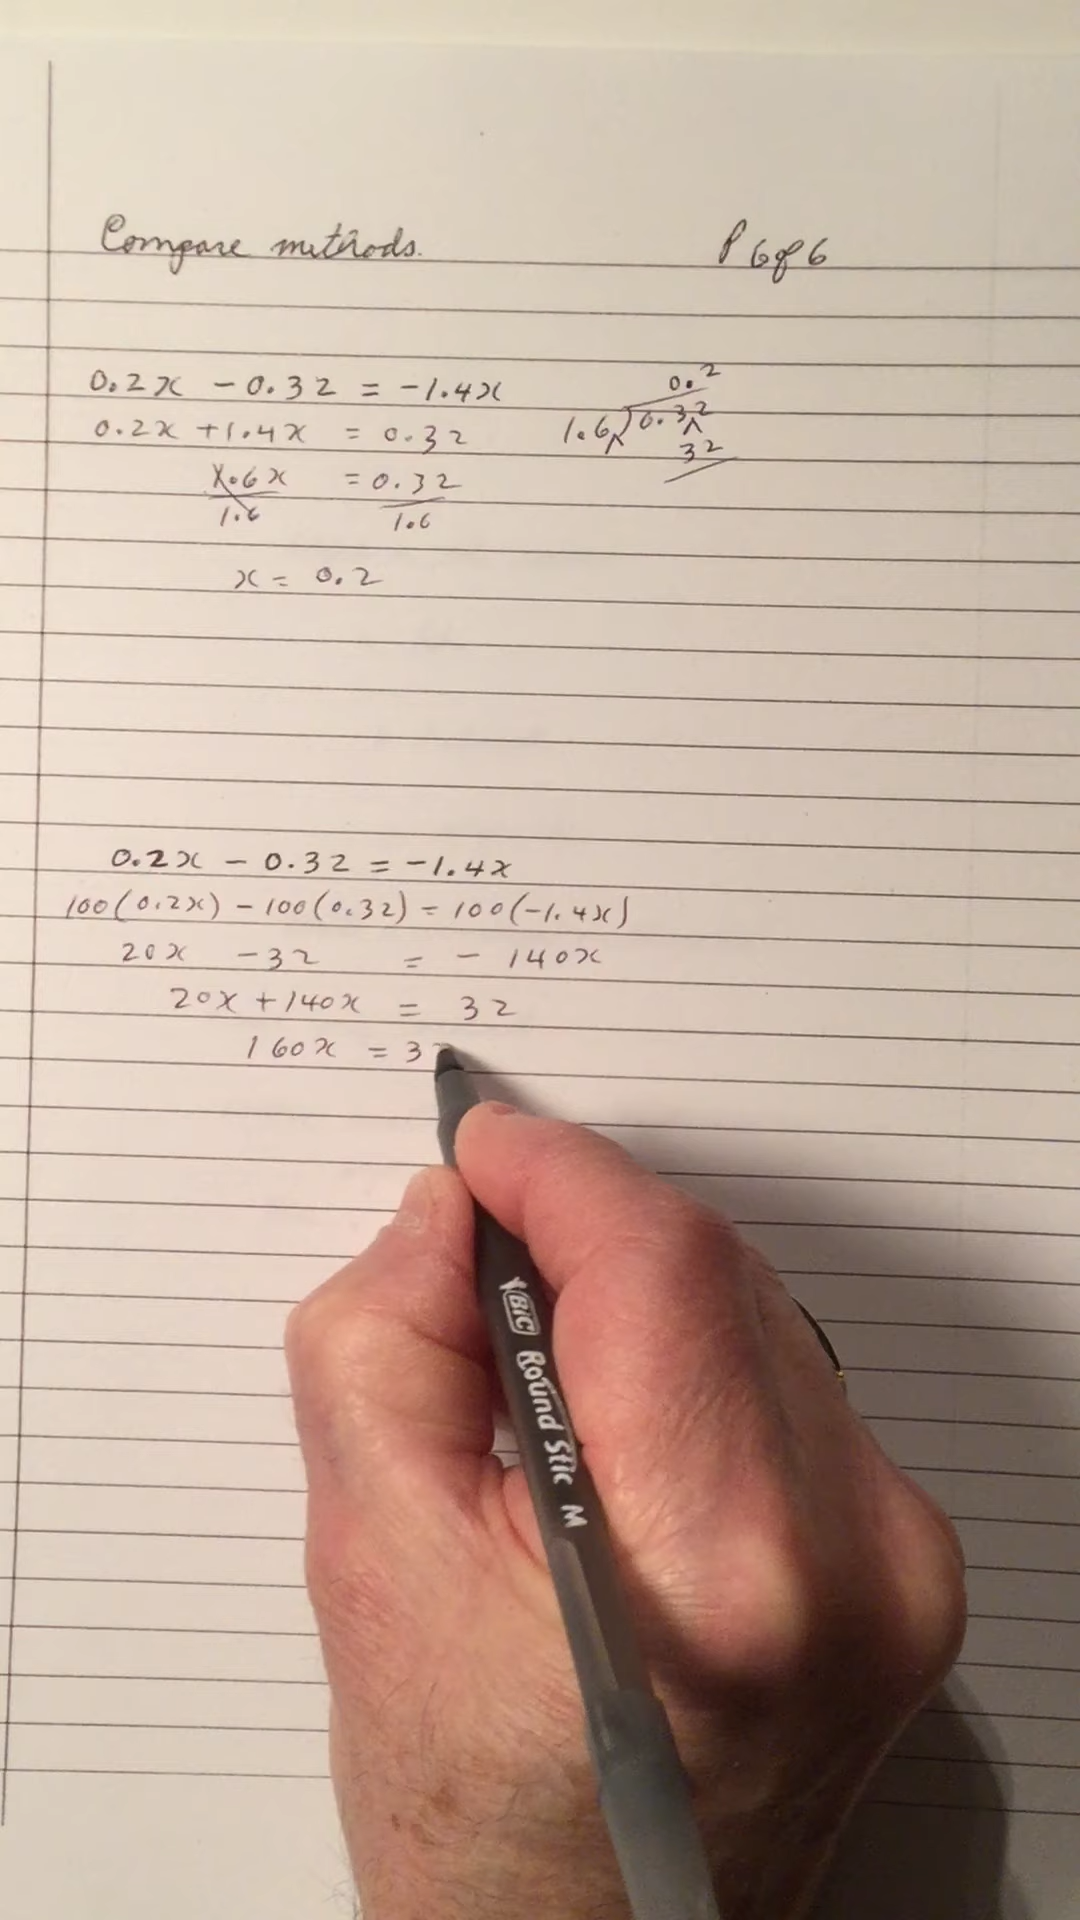 Compare methods. P 6 of 6
0.2x - 0.32 = -1.4x
0.2x + 1.4x = 0.32
1.6x = 0.32
1.6 1.6
x = 0.2
0.2
1.6)0.32
32
0.2x - 0.32 = -1.4x
100(0.2x) - 100(0.32) = 100(-1.4x)
20x - 32 = - 140x
20x + 140x = 32
160x = 3
BIC Round Stic M